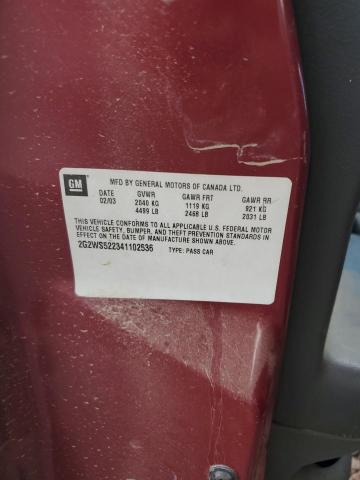 GM
MFD BY GENERAL MOTORS OF CANADA LTD.
DATE GVWR GAWR FRT GAWR RR
02/03 2040 KG 1119 KG 921 KG
4499 LB 2468 LB 2031 LB
THIS VEHICLE CONFORMS TO ALL APPLICABLE U.S. FEDERAL MOTOR
VEHICLE SAFETY, BUMPER, AND THEFT PREVENTION STANDARDS IN
EFFECT ON THE DATE OF MANUFACTURE SHOWN ABOVE.
2G2WS522341102536 TYPE: PASS CAR